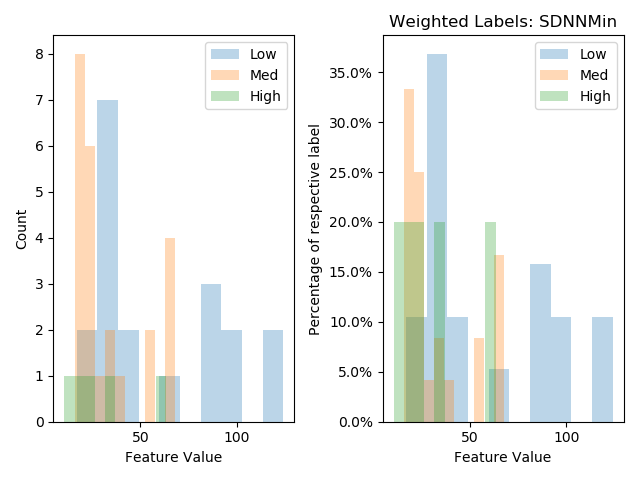 Weighted Labels: SDNNMin
Count
8
7
6
5
4
3
2
1
0
50
100
Feature Value
Low
Med
High
Percentage of respective label
35.0%
30.0%
25.0%
20.0%
15.0%
10.0%
5.0%
0.0%
50
100
Feature Value
Low
Med
High